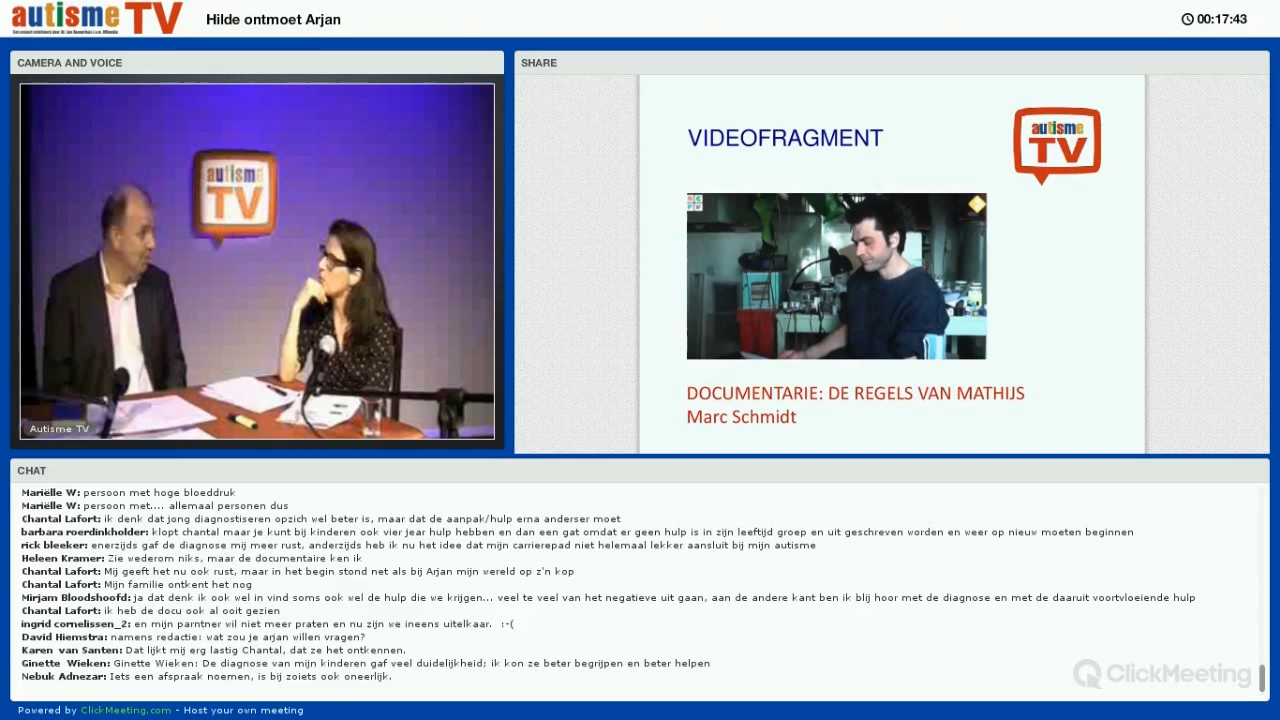 autisme TV
Hilde ontmoet Arjan
00:17:43
CAMERA AND VOICE
SHARE
autisme
TV
Autisme TV
VIDEOFRAGMENT
autisme
TV
DOCUMENTARIE: DE REGELS VAN MATHIJS
Marc Schmidt
CHAT
Mariëlle W: persoon met hoge bloeddruk
Mariëlle W: persoon met.... allemaal personen dus
Chantal Lafort: ik denk dat jong diagnostiseren opzich wel beter is, maar dat de aanpak/hulp erna anderser moet
barbara roerdinkholder: klopt chantal maar je kunt bij kinderen ook vier jaar hulp hebben en dan een gat omdat er geen hulp is in zijn leeftijd groep en uit geschreven worden en weer op nieuw moeten beginnen
rick bleeker: enerzijds gaf de diagnose mij meer rust, anderzijds heb ik nu het idee dat mijn carrierepad niet helemaal lekker aansluit bij mijn autisme
Heleen Kramer: Zie wederom niks, maar de documentaire ken ik
Chantal Lafort: Mij geeft het nu ook rust, maar in het begin stond net als bij Arjan mijn wereld op z'n kop
Chantal Lafort: Mijn familie ontkent het nog
Mirjam Bloodshoofd: ja dat denk ik ook wel in vind soms ook wel de hulp die we krijgen... veel te veel van het negatieve uit gaan, aan de andere kant ben ik blij hoor met de diagnose en met de daaruit voortvloeiende hulp
Chantal Lafort: ik heb de docu ook al ooit gezien
ingrid cornelissen_2: en mijn parntner wil niet meer praten en nu zijn we ineens uitelkaar. :-(
David Hiemstra: namens redactie: wat zou je arjan willen vragen?
Karen van Santen: Dat lijkt mij erg lastig Chantal, dat ze het ontkennen.
Ginette Wieken: Ginette Wieken: De diagnose van mijn kinderen gaf veel duidelijkheid; ik kon ze beter begrijpen en beter helpen
Nebuk Adnezar: Iets een afspraak noemen, is bij zoiets ook oneerlijk.
ClickMeeting
Powered by ClickMeeting.com - Host your own meeting